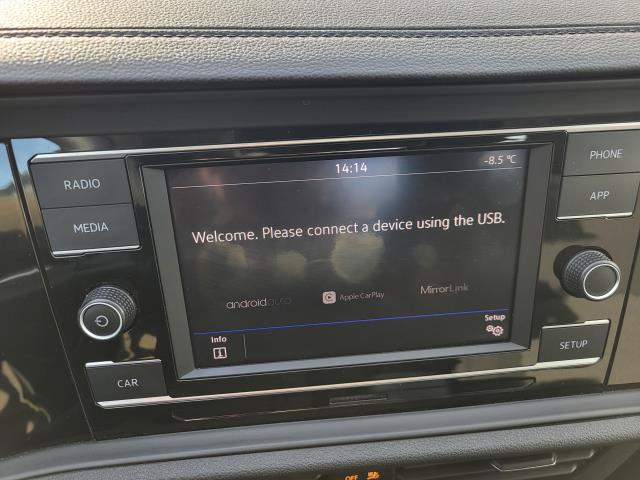 14:14 -8.5 °C
PHONE
RADIO
APP
MEDIA
Welcome. Please connect a device using the USB.
androidauto Apple CarPlay MirrorLink
Info Setup
SETUP
CAR
OFF